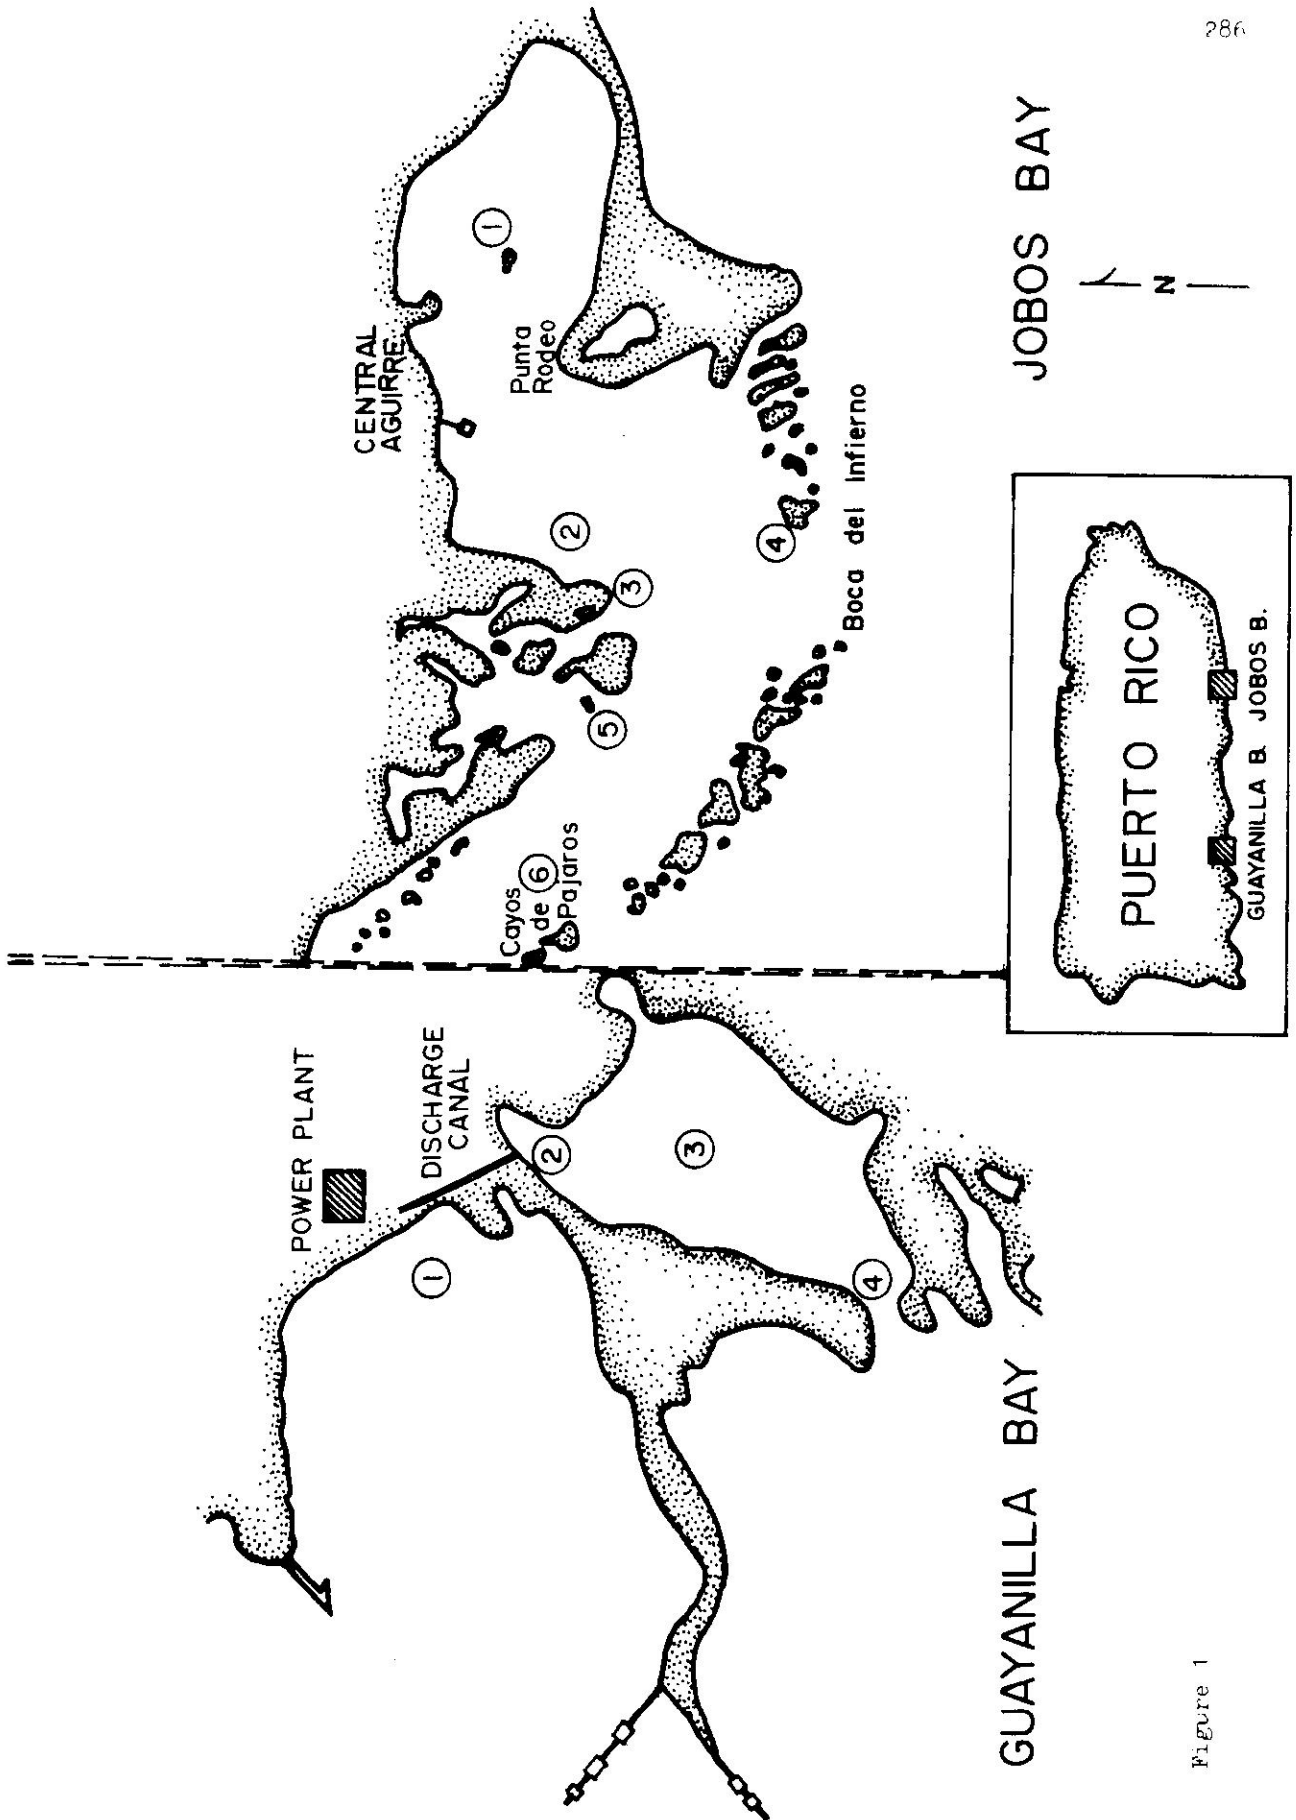 286
POWER PLANT
DISCHARGE
CANAL
1
2
3
4
GUAYANILLA BAY
Figure 1
CENTRAL
AGUIRRE
Punta
Rodeo
1
2
3
4
5
Cayos
de 6
Pajaros
Boca del Infierno
JOBOS BAY
N
PUERTO RICO
GUAYANILLA B. JOBOS B.